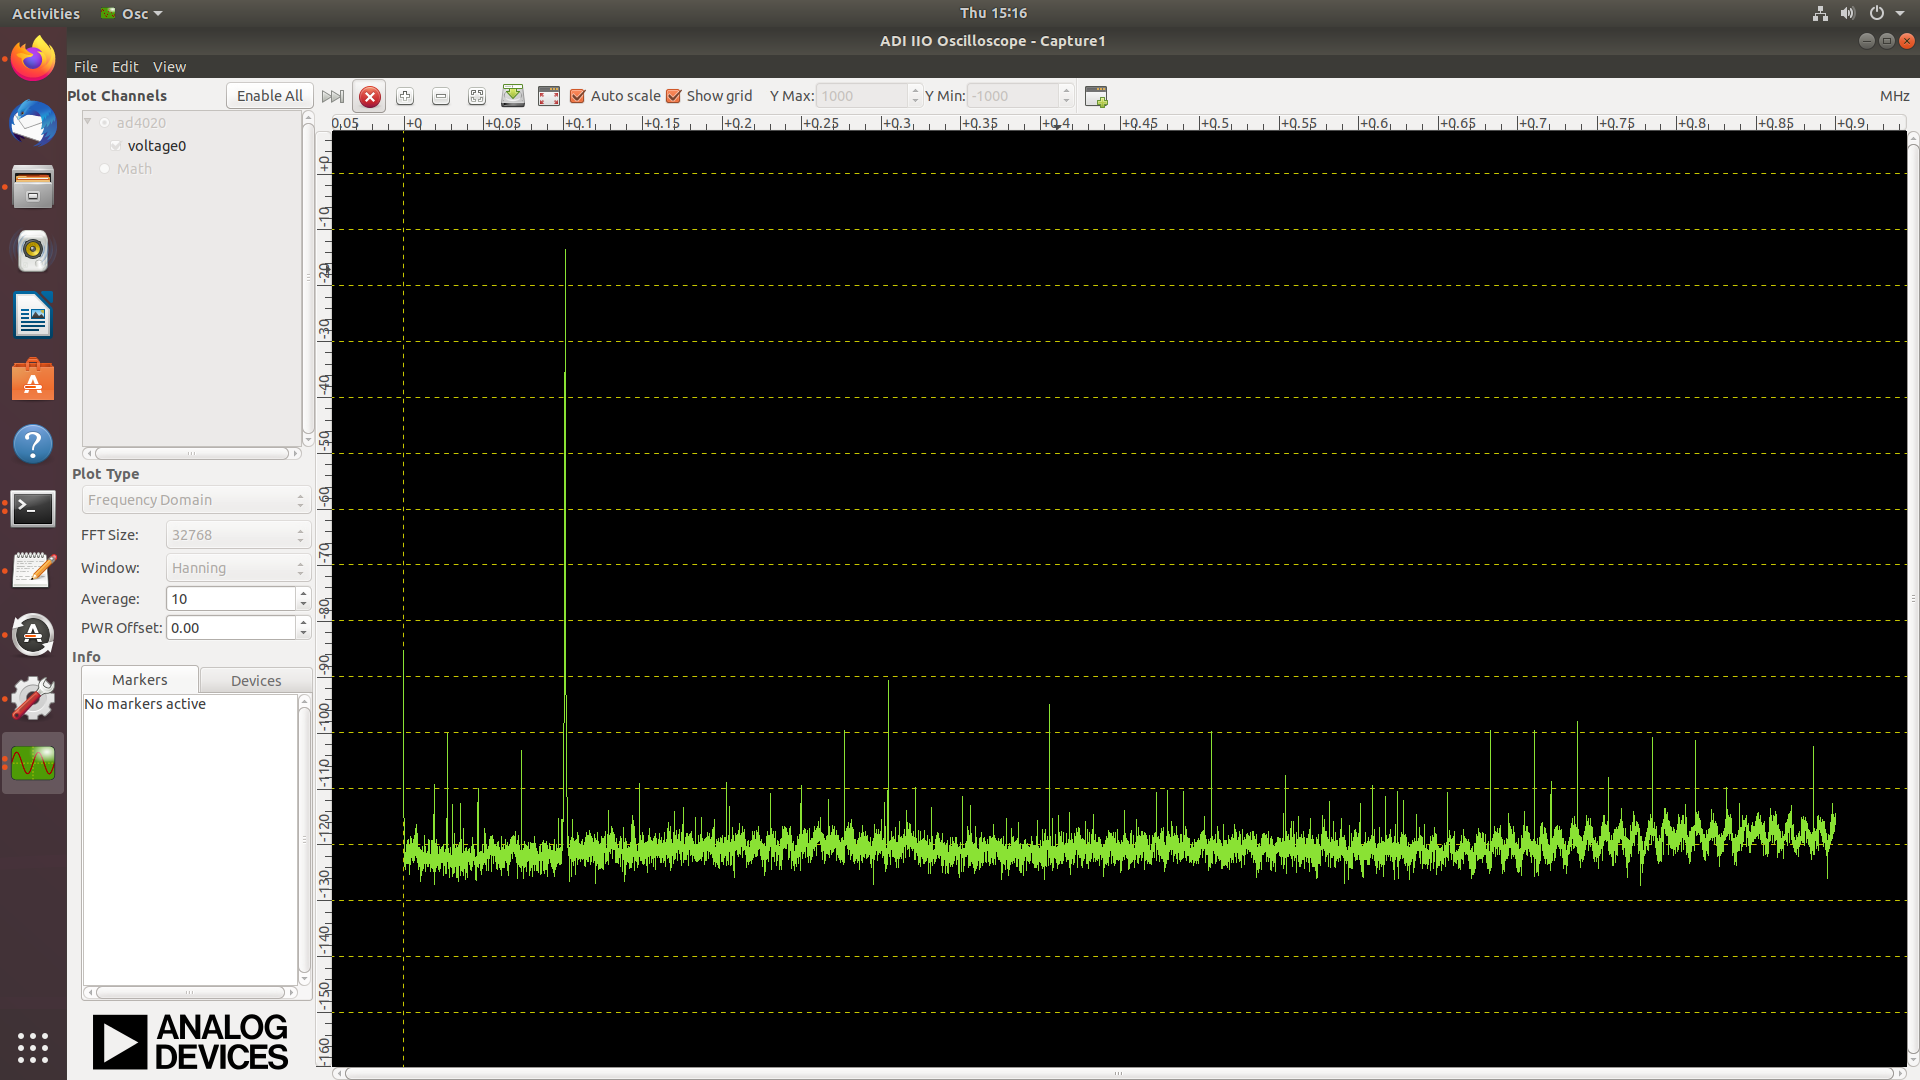 Activities Osc Thu 15:16
ADI IIO Oscilloscope - Capture1
File Edit View
Plot Channels Enable All Auto scale Show grid Y Max: 1000 Y Min: -1000 MHz
0,05 +0 +0.05 +0.1 +0.15 +0.2 +0.25 +0.3 +0.35 +0.4 +0.45 +0.5 +0.55 +0.6 +0.65 +0.7 +0.75 +0.8 +0.85 +0.9
ad4020
voltage0
Math
+0
-10
-20
-30
-40
-50
-60
-70
-80
-90
-100
-110
-120
-130
-140
-150
-160
Plot Type
Frequency Domain
FFT Size: 32768
Window: Hanning
Average: 10
PWR Offset: 0.00
Info
Markers Devices
No markers active
ANALOG
DEVICES